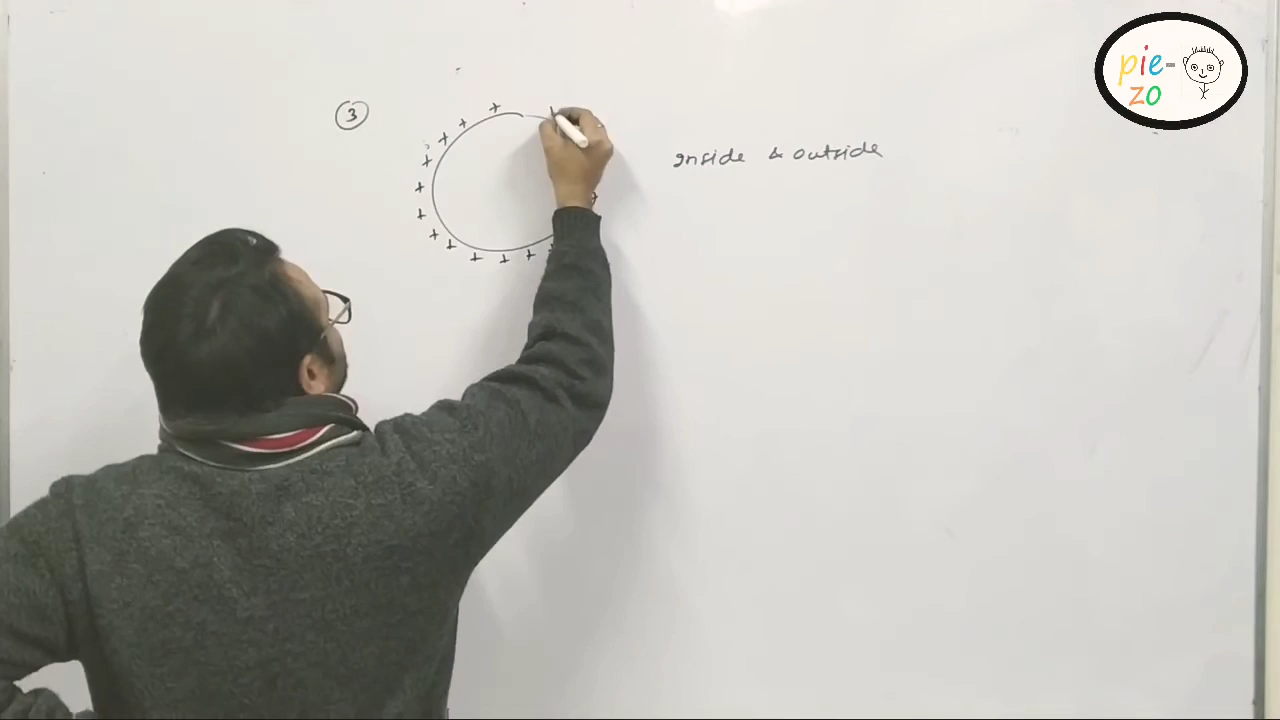 pie-
zo
3
Inside & outside
+ + + + + + + + + + + + + + +